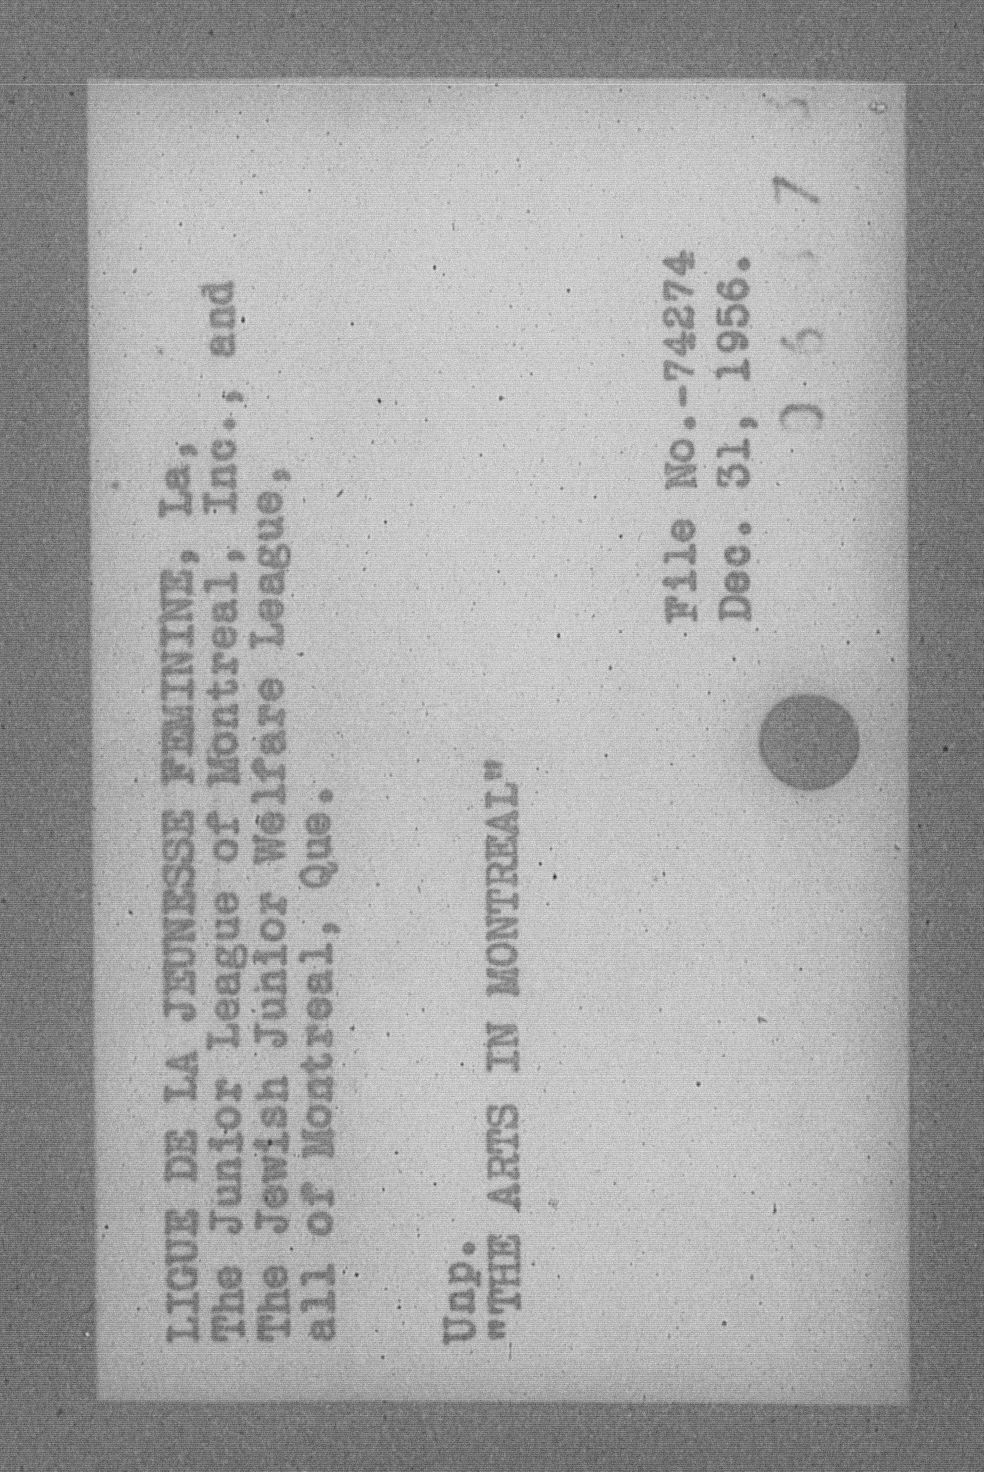 LIGUE DE LA JEUNESSE FEMININE, La,
The Junior League of Montreal, Inc., and
The Jewish Junior Welfare League,
all of Montreal, Que.
Unp.
"THE ARTS IN MONTREAL"
File No.-74274
Dec. 31, 1956.